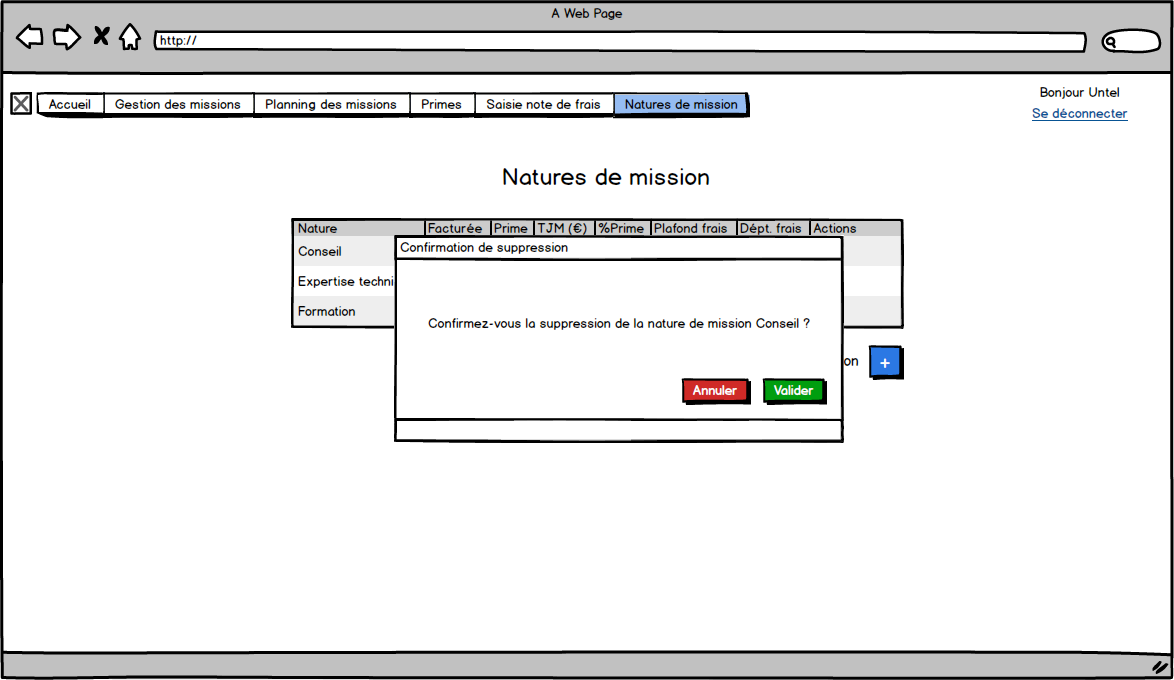 A Web Page
http://
Accueil Gestion des missions Planning des missions Primes Saisie note de frais Natures de mission
Bonjour Untel
Se déconnecter
Natures de mission
Nature Facturée Prime TJM (€) %Prime Plafond frais Dépt. frais Actions
Conseil
Confirmation de suppression
Expertise techni
Formation
Confirmez-vous la suppression de la nature de mission Conseil ?
on +
Annuler Valider